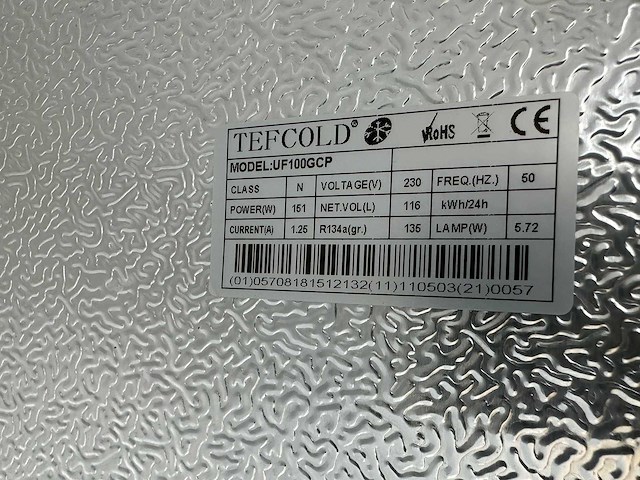 TEFCOLD® RoHS CE
MODEL:UF100GCP
CLASS N VOLTAGE(V) 230 FREQ.(HZ.) 50
POWER(W) 151 NET.VOL(L) 116 kWh/24h
CURRENT(A) 1.25 R134a(gr.) 135 LAMP(W) 5.72
(01)05708181512132(11)110503(21)0057